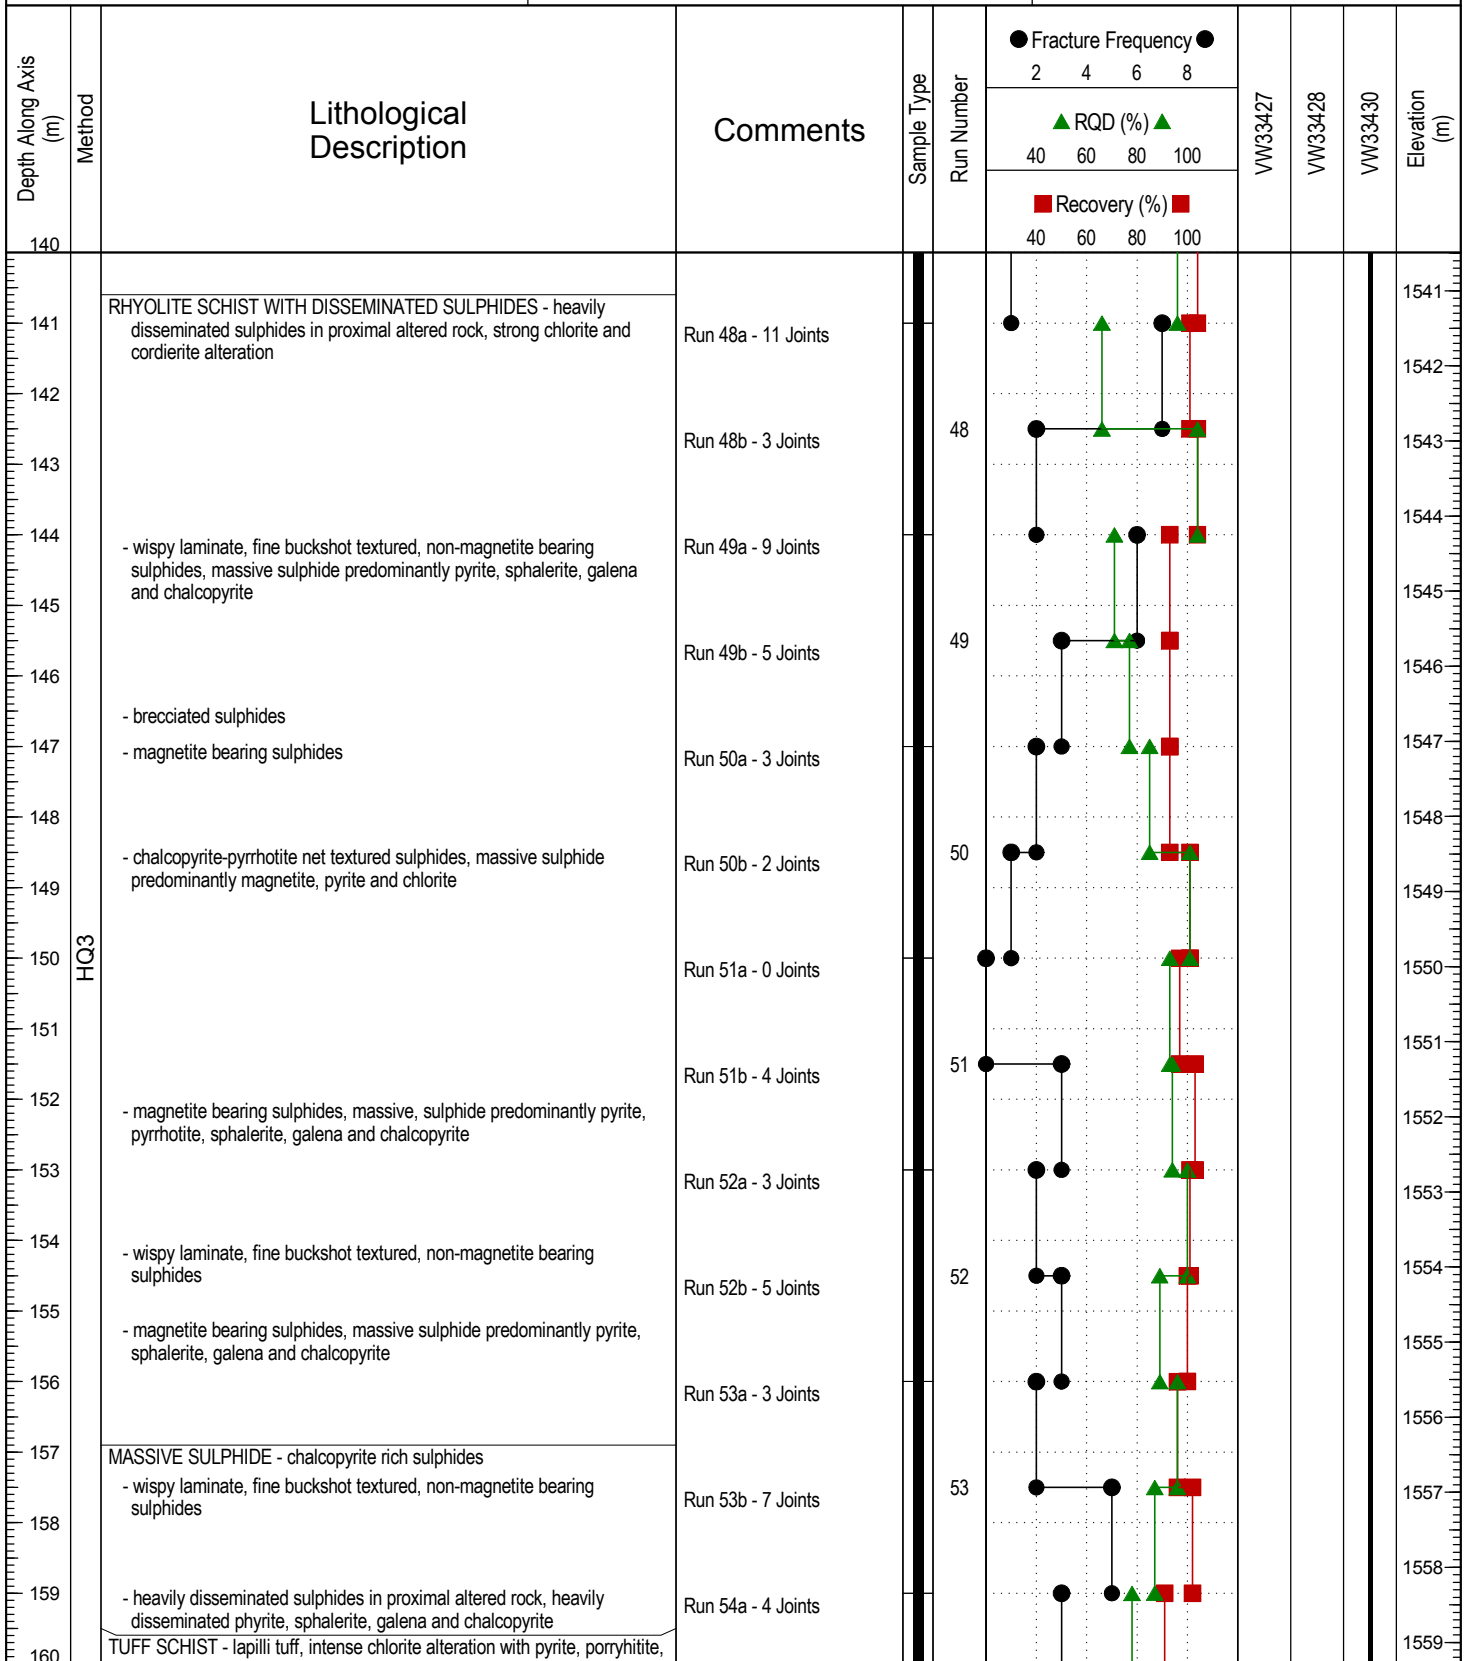 Depth Along Axis
(m)
Method
Lithological
Description
Comments
Sample Type
Run Number
Fracture Frequency
2 4 6 8
RQD (%)
40 60 80 100
Recovery (%)
40 60 80 100
VW33427
VW33428
VW33430
Elevation
(m)
140
RHYOLITE SCHIST WITH DISSEMINATED SULPHIDES - heavily
disseminated sulphides in proximal altered rock, strong chlorite and
cordierite alteration
1541
141
Run 48a - 11 Joints
142
1542
Run 48b - 3 Joints
48
1543
143
1544
144
- wispy laminate, fine buckshot textured, non-magnetite bearing
sulphides, massive sulphide predominantly pyrite, sphalerite, galena
and chalcopyrite
Run 49a - 9 Joints
145
1545
Run 49b - 5 Joints
49
146
1546
- brecciated sulphides
147
- magnetite bearing sulphides
Run 50a - 3 Joints
1547
148
1548
- chalcopyrite-pyrrhotite net textured sulphides, massive sulphide
predominantly magnetite, pyrite and chlorite
Run 50b - 2 Joints
50
149
1549
HQ3
150
Run 51a - 0 Joints
1550
151
1551
Run 51b - 4 Joints
51
152
- magnetite bearing sulphides, massive, sulphide predominantly pyrite,
pyrrhotite, sphalerite, galena and chalcopyrite
1552
153
Run 52a - 3 Joints
1553
154
- wispy laminate, fine buckshot textured, non-magnetite bearing
sulphides
Run 52b - 5 Joints
52
1554
155
- magnetite bearing sulphides, massive sulphide predominantly pyrite,
sphalerite, galena and chalcopyrite
1555
156
Run 53a - 3 Joints
1556
157
MASSIVE SULPHIDE - chalcopyrite rich sulphides
- wispy laminate, fine buckshot textured, non-magnetite bearing
sulphides
Run 53b - 7 Joints
53
1557
158
1558
159
- heavily disseminated sulphides in proximal altered rock, heavily
disseminated phyrite, sphalerite, galena and chalcopyrite
Run 54a - 4 Joints
TUFF SCHIST - lapilli tuff, intense chlorite alteration with pyrite, porryhitite,
1559
160